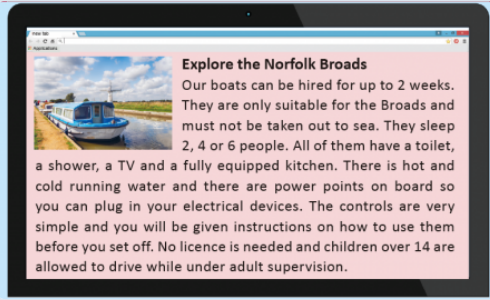 New Tab
Applications
Explore the Norfolk Broads
Our boats can be hired for up to 2 weeks.
They are only suitable for the Broads and
must not be taken out to sea. They sleep
2, 4 or 6 people. All of them have a toilet,
a shower, a TV and a fully equipped kitchen. There is hot and
cold running water and there are power points on board so
you can plug in your electrical devices. The controls are very
simple and you will be given instructions on how to use them
before you set off. No licence is needed and children over 14 are
allowed to drive while under adult supervision.